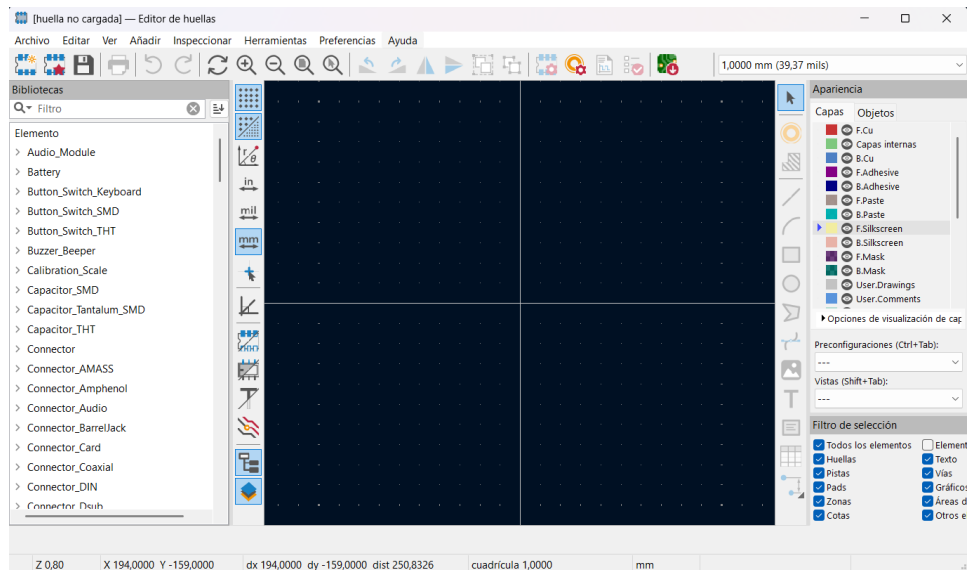 [huella no cargada] — Editor de huellas
Archivo Editar Ver Añadir Inspeccionar Herramientas Preferencias Ayuda
1,0000 mm (39,37 mils)
Bibliotecas
Filtro
Elemento
> Audio_Module
> Battery
> Button_Switch_Keyboard
> Button_Switch_SMD
> Button_Switch_THT
> Buzzer_Beeper
> Calibration_Scale
> Capacitor_SMD
> Capacitor_Tantalum_SMD
> Capacitor_THT
> Connector
> Connector_AMASS
> Connector_Amphenol
> Connector_Audio
> Connector_BarrelJack
> Connector_Card
> Connector_Coaxial
> Connector_DIN
> Connector_Dsub
r
θ
in
mil
mm
T
Apariencia
Capas Objetos
F.Cu
Capas internas
B.Cu
F.Adhesive
B.Adhesive
F.Paste
B.Paste
F.Silkscreen
B.Silkscreen
F.Mask
B.Mask
User.Drawings
User.Comments
Opciones de visualización de cap
Preconfiguraciones (Ctrl+Tab):
---
Vistas (Shift+Tab):
---
Filtro de selección
Todos los elementos Element
Huellas Texto
Pistas Vías
Pads Gráficos
Zonas Áreas d
Cotas Otros e
Z 0,80 X 194,0000 Y -159,0000 dx 194,0000 dy -159,0000 dist 250,8326 cuadrícula 1,0000 mm